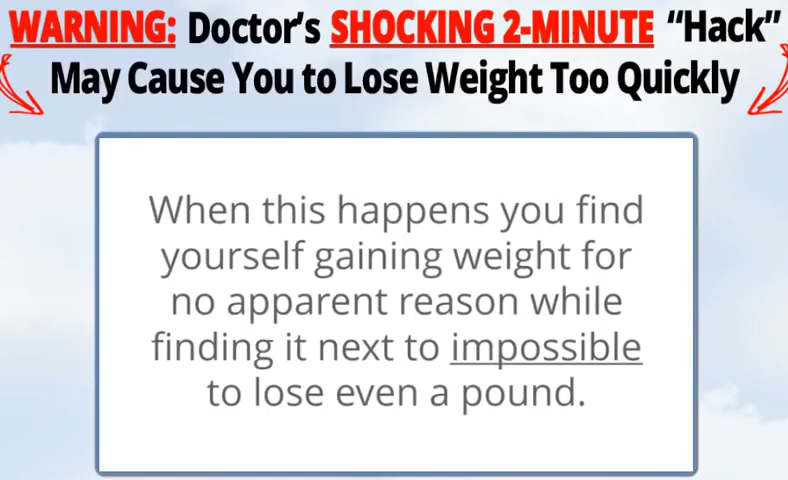 WARNING: Doctor's SHOCKING 2-MINUTE “Hack”
May Cause You to Lose Weight Too Quickly
When this happens you find
yourself gaining weight for
no apparent reason while
finding it next to impossible
to lose even a pound.